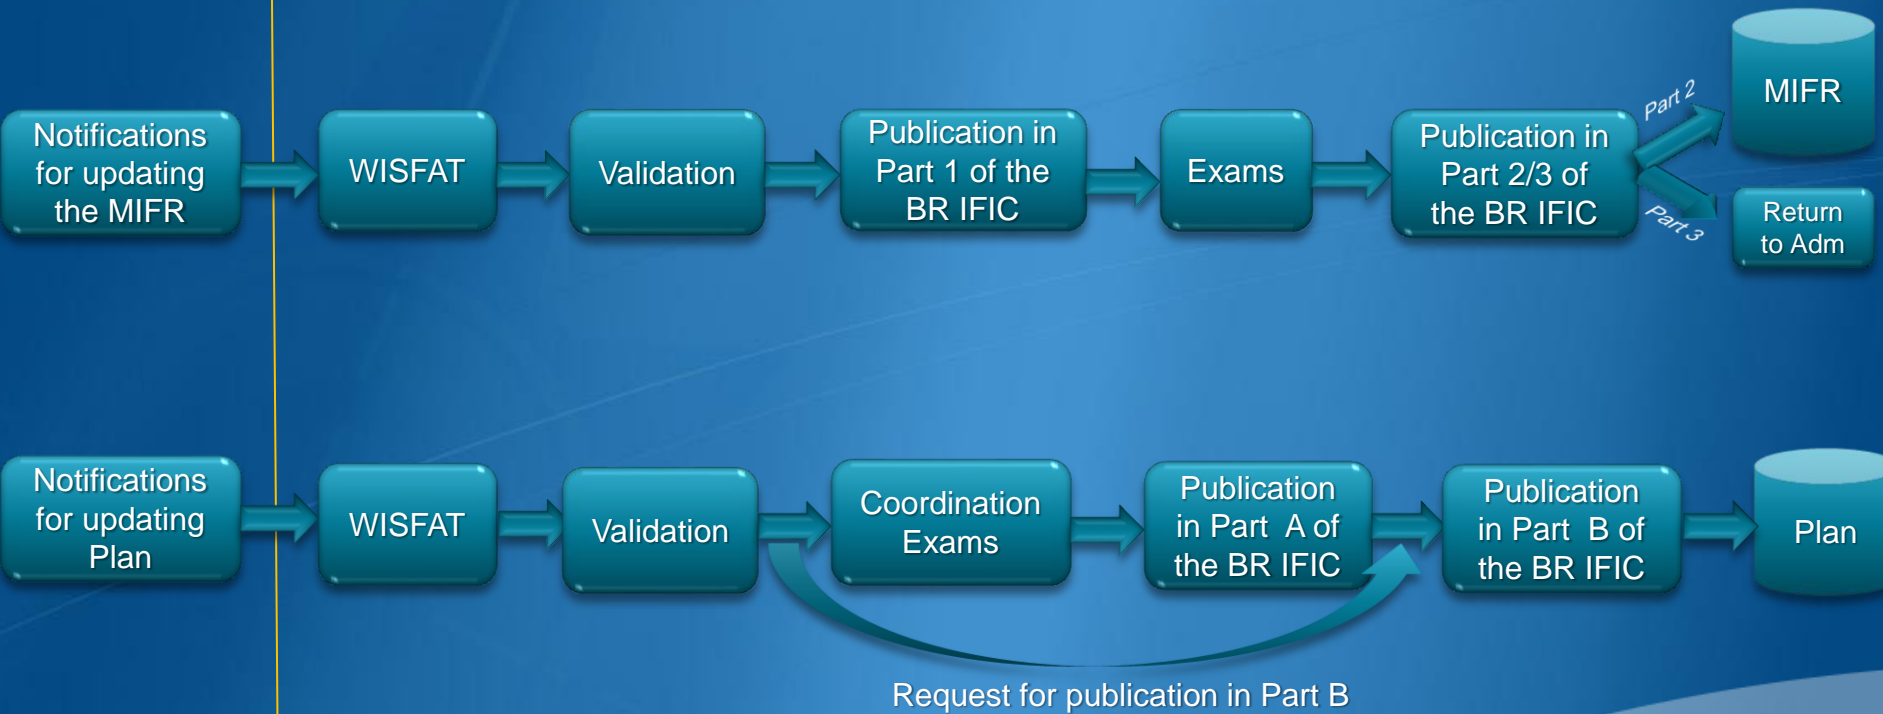 Notifications
for updating
the MIFR
WISFAT
Validation
Publication in
Part 1 of the
BR IFIC
Exams
Publication in
Part 2/3 of
the BR IFIC
Part 2
MIFR
Part 3
Return
to Adm
Notifications
for updating
Plan
WISFAT
Validation
Coordination
Exams
Publication
in Part A of
the BR IFIC
Publication
in Part B of
the BR IFIC
Plan
Request for publication in Part B